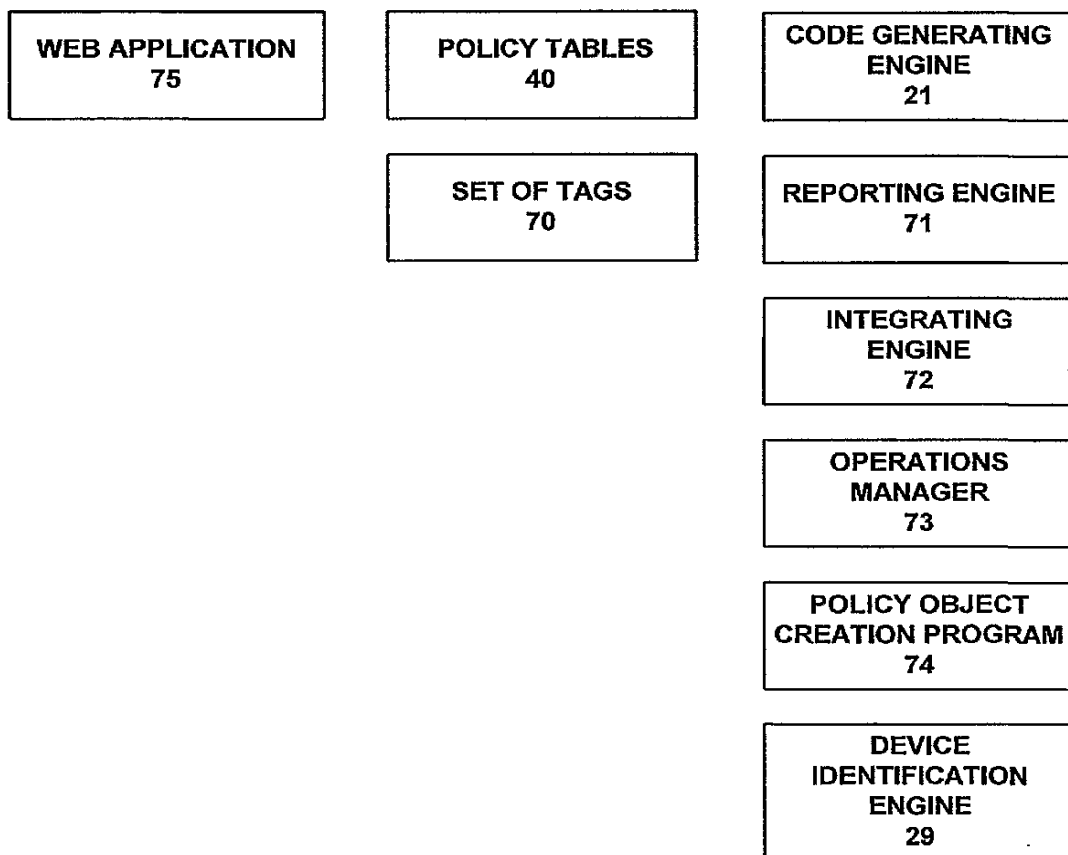 WEB APPLICATION
75
POLICY TABLES
40
SET OF TAGS
70
CODE GENERATING
ENGINE
21
REPORTING ENGINE
71
INTEGRATING
ENGINE
72
OPERATIONS
MANAGER
73
POLICY OBJECT
CREATION PROGRAM
74
DEVICE
IDENTIFICATION
ENGINE
29